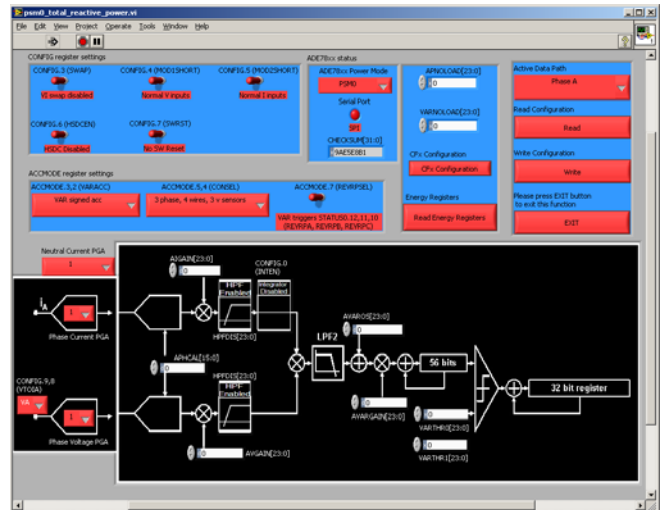 psm0_total_reactive_power.vi
File Edit View Project Operate Tools Window Help
CONFIG register settings
CONFIG.3 (SWAP)
CONFIG.4 (MOD1SHORT)
CONFIG.5 (MOD2SHORT)
VI swap disabled
Normal V inputs
Normal I inputs
CONFIG.6 (HSDCEN)
CONFIG.7 (SWRST)
HSDC Disabled
No SW Reset
ADE78xx status
ADE78xx Power Mode
PSM0
Serial Port
SPI
CHECKSUM[31:0]
9AE5E8B1
APNOLOAD[23:0]
0
VARNOLOAD[23:0]
0
CFx Configuration
CFx Configuration
Energy Registers
Read Energy Registers
Active Data Path
Phase A
Read Configuration
Read
Write Configuration
Write
Please press EXIT button
to exit this function
EXIT
ACCMODE register settings
ACCMODE.3,2 (VARACC)
ACCMODE.5,4 (CONSEL)
ACCMODE.7 (REVRPSEL)
VAR signed acc
3 phase, 4 wires, 3 v sensors
VAR triggers STATUS0.12,11,10
(REVRPA, REVRPB, REVRPC)
Neutral Current PGA
1
IA
1
Phase Current PGA
CONFIG.9,8
(VTOIA)
VA
1
Phase Voltage PGA
AIGAIN[23:0]
0
HPF
Enabled
HPFDIS[23:0]
CONFIG.0
(INTEN)
Integrator
Disabled
APHCAL[15:0]
0
HPFDIS[23:0]
HPF
Enabled
AVGAIN[23:0]
0
LPF2
AVAROS[23:0]
0
AVARGAIN[23:0]
0
56 bits
VARTHR0[23:0]
0
VARTHR1[23:0]
0
32 bit register